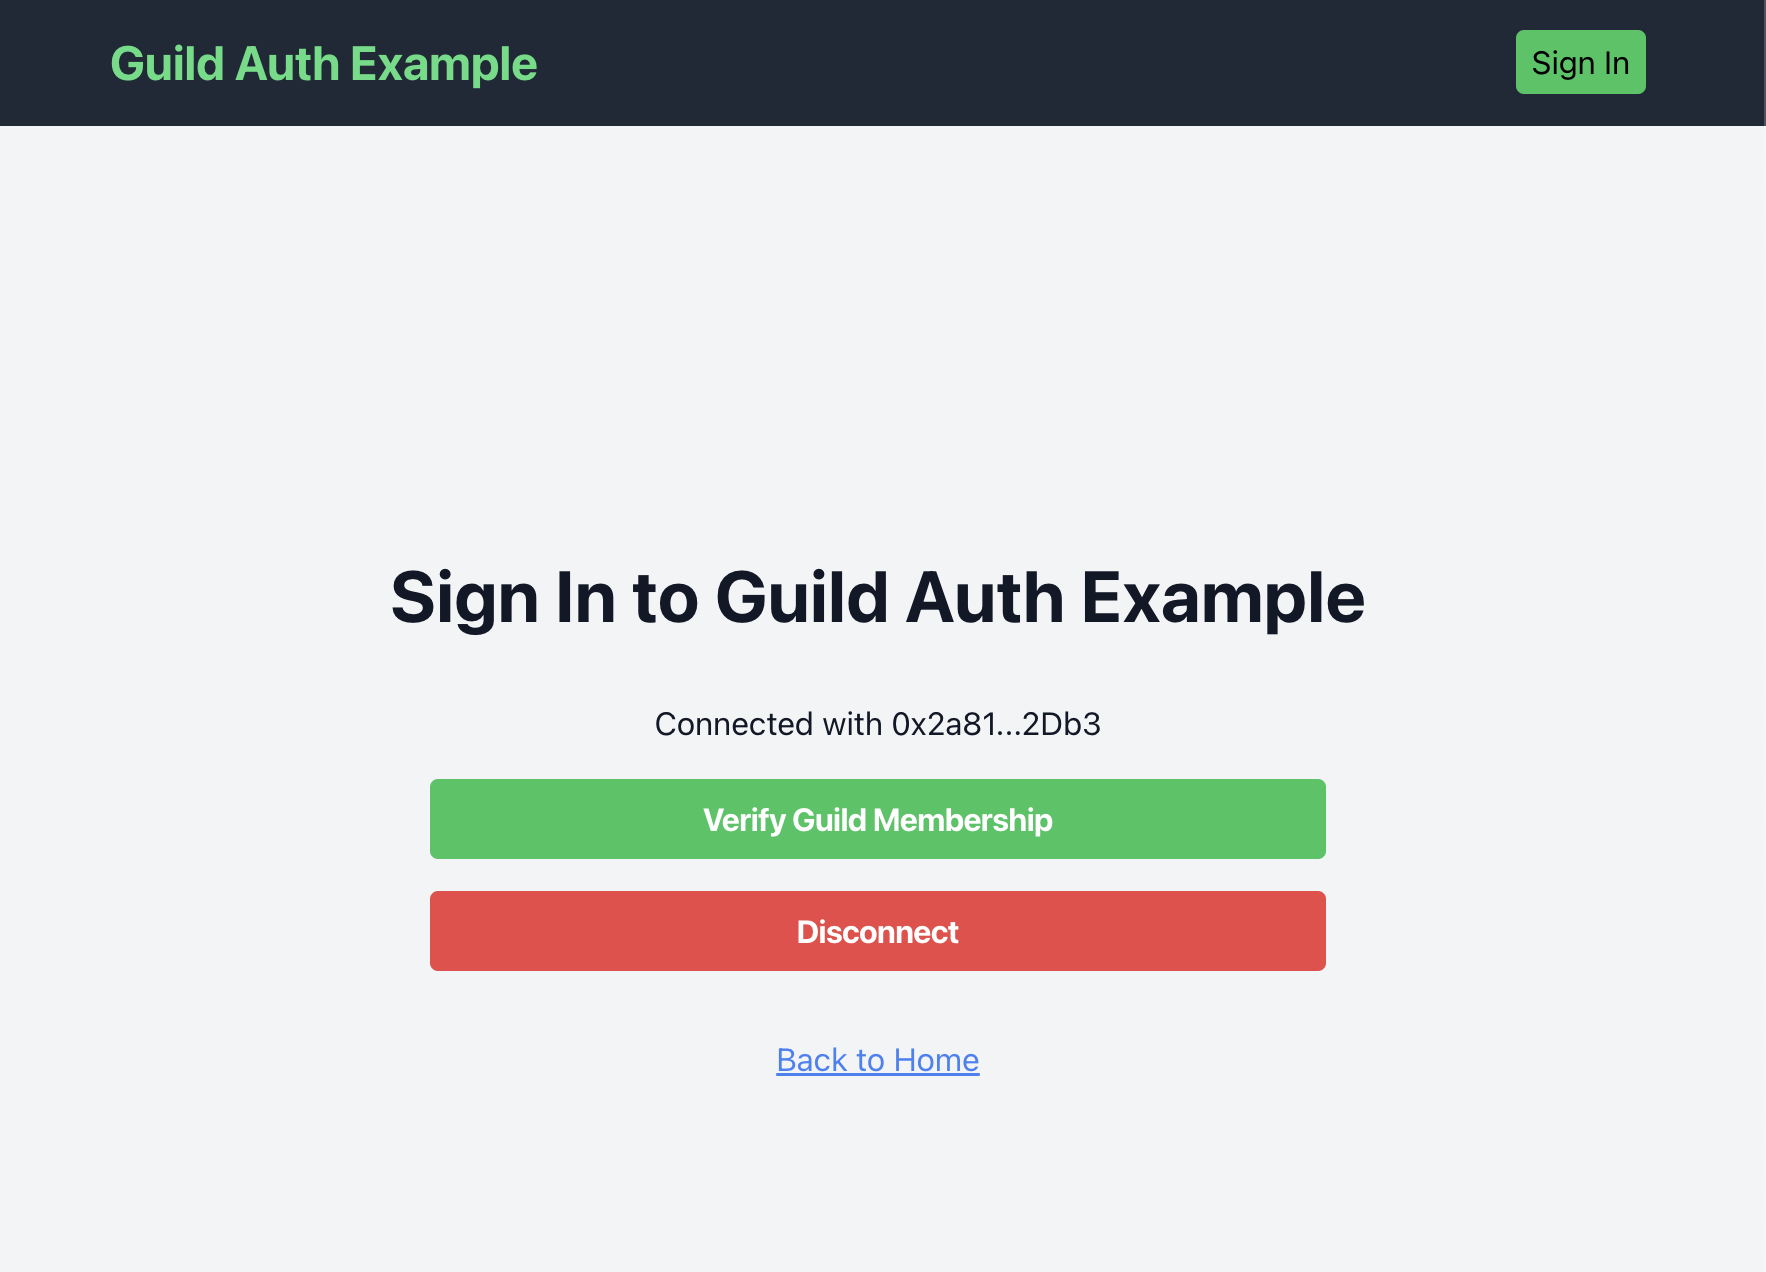 Guild Auth Example
Sign In
Sign In to Guild Auth Example
Connected with 0x2a81...2Db3
Verify Guild Membership
Disconnect
Back to Home